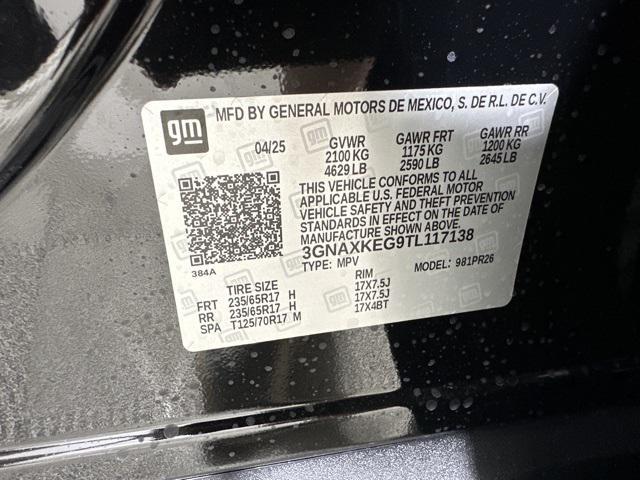 gm
MFD BY GENERAL MOTORS DE MEXICO, S. DE R.L. DE C.V.
04/25 GVWR GAWR FRT GAWR RR
2100 KG 1175 KG 1200 KG
4629 LB 2590 LB 2645 LB
THIS VEHICLE CONFORMS TO ALL
APPLICABLE U.S. FEDERAL MOTOR
VEHICLE SAFETY AND THEFT PREVENTION
STANDARDS IN EFFECT ON THE DATE OF
MANUFACTURE SHOWN ABOVE.
3GNAXKEG9TL117138
384A
TYPE: MPV MODEL: 981PR26
TIRE SIZE RIM
FRT 235/65R17 H 17X7.5J
RR 235/65R17 H 17X7.5J
SPA T125/70R17 M 17X4BT